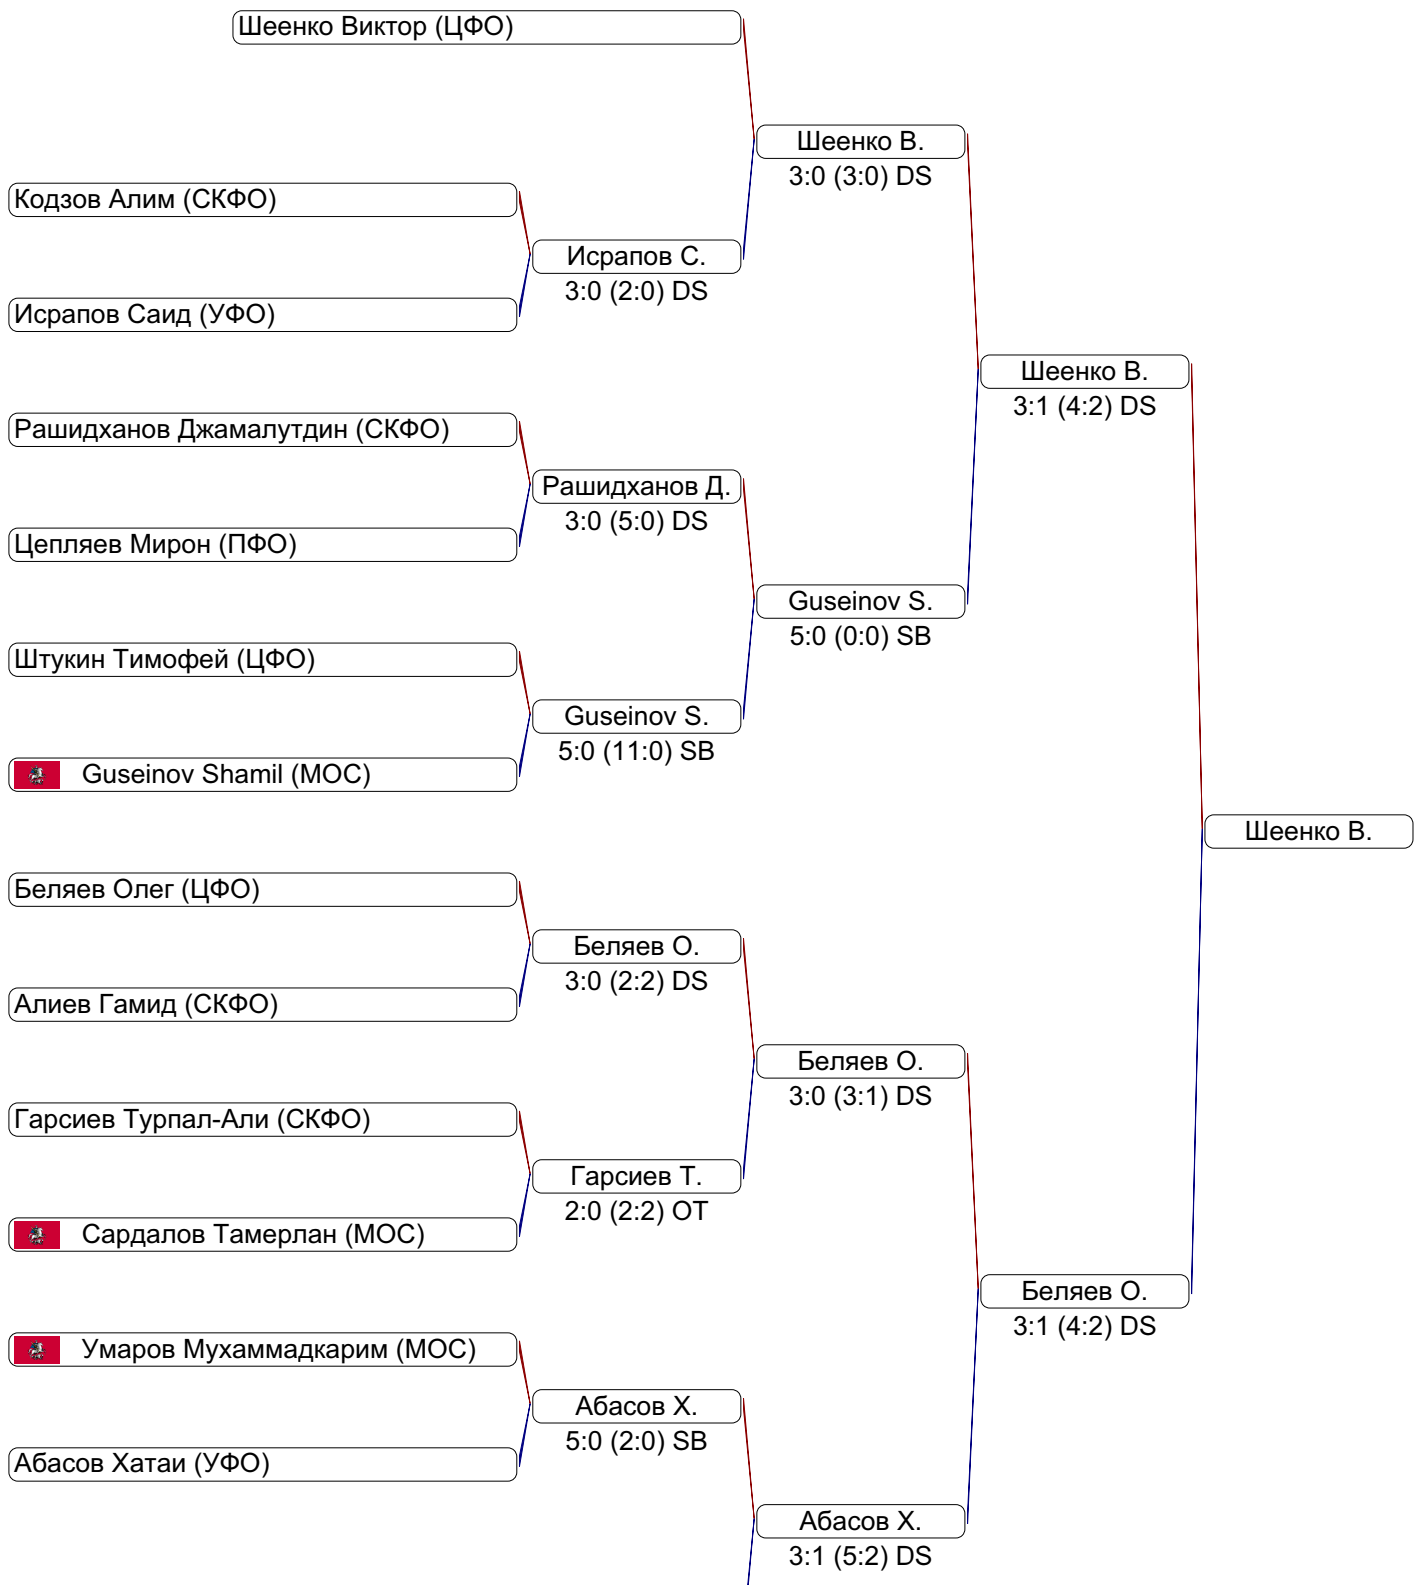 Шеенко Виктор (ЦФО)
Шеенко В.
3:0 (3:0) DS
Кодзов Алим (СКФО)
Исрапов С.
3:0 (2:0) DS
Исрапов Саид (УФО)
Шеенко В.
3:1 (4:2) DS
Рашидханов Джамалутдин (СКФО)
Рашидханов Д.
3:0 (5:0) DS
Цепляев Мирон (ПФО)
Guseinov S.
5:0 (0:0) SB
Штукин Тимофей (ЦФО)
Guseinov S.
5:0 (11:0) SB
Guseinov Shamil (МОС)
Шеенко В.
Беляев Олег (ЦФО)
Беляев О.
3:0 (2:2) DS
Алиев Гамид (СКФО)
Беляев О.
3:0 (3:1) DS
Гарсиев Турпал-Али (СКФО)
Гарсиев Т.
2:0 (2:2) OT
Сардалов Тамерлан (МОС)
Беляев О.
3:1 (4:2) DS
Умаров Мухаммадкарим (МОС)
Абасов Х.
5:0 (2:0) SB
Абасов Хатаи (УФО)
Абасов Х.
3:1 (5:2) DS